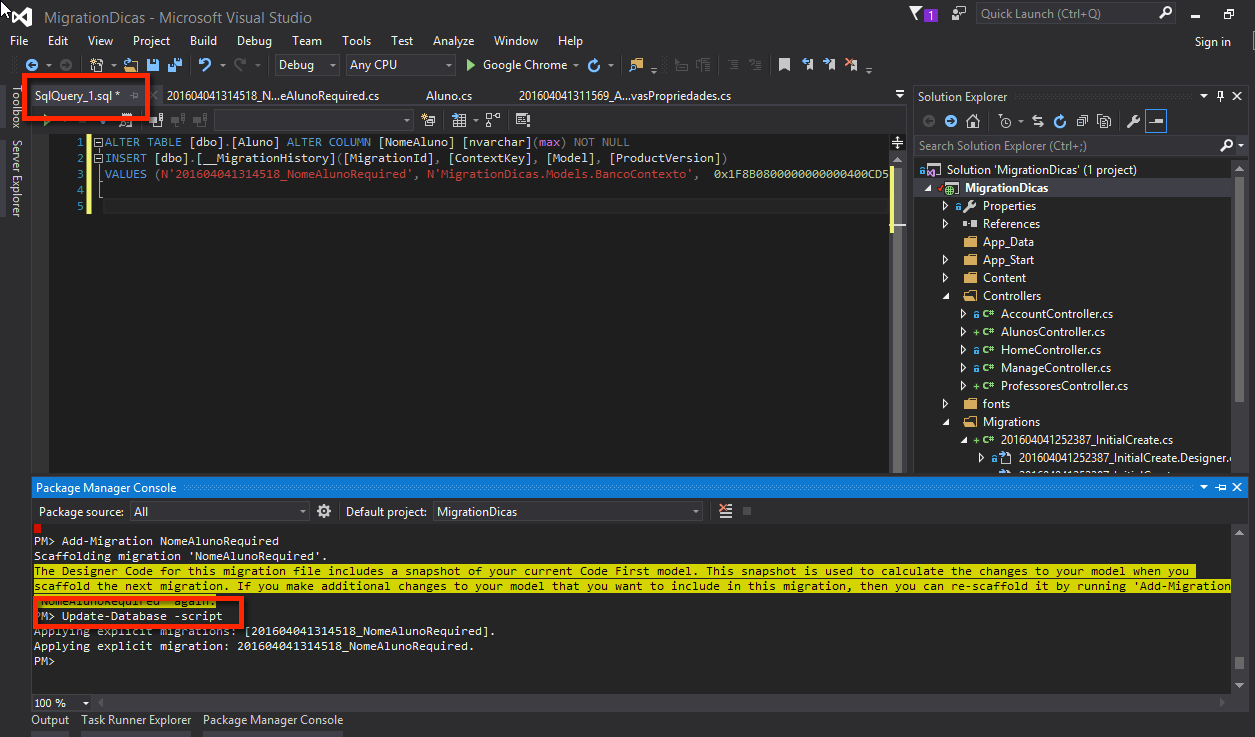 MigrationDicas - Microsoft Visual Studio
1
Quick Launch (Ctrl+Q)
File Edit View Project Build Debug Team Tools Test Analyze Window Help
Sign in
Debug Any CPU Google Chrome
Toolbox
Server Explorer
SqlQuery_1.sql * 201604041314518_N...eAlunoRequired.cs Aluno.cs 201604041311569_A...vasPropriedades.cs
1 ALTER TABLE [dbo].[Aluno] ALTER COLUMN [NomeAluno] [nvarchar](max) NOT NULL
2 INSERT [dbo].[__MigrationHistory]([MigrationId], [ContextKey], [Model], [ProductVersion])
3 VALUES (N'201604041314518_NomeAlunoRequired', N'MigrationDicas.Models.BancoContexto',  0x1F8B0800000000000400CD5
4
5
Solution Explorer
Search Solution Explorer (Ctrl+;)
Solution 'MigrationDicas' (1 project)
MigrationDicas
Properties
References
App_Data
App_Start
Content
Controllers
C# AccountController.cs
C# AlunosController.cs
C# HomeController.cs
C# ManageController.cs
C# ProfessoresController.cs
fonts
Migrations
C# 201604041252387_InitialCreate.cs
201604041252387_InitialCreate.Designer.c
Package Manager Console
Package source: All Default project: MigrationDicas
PM> Add-Migration NomeAlunoRequired
Scaffolding migration 'NomeAlunoRequired'.
The Designer Code for this migration file includes a snapshot of your current Code First model. This snapshot is used to calculate the changes to your model when you
scaffold the next migration. If you make additional changes to your model that you want to include in this migration, then you can re-scaffold it by running 'Add-Migration
NomeAlunoRequired' again.
PM> Update-Database -script
Applying explicit migrations: [201604041314518_NomeAlunoRequired].
Applying explicit migration: 201604041314518_NomeAlunoRequired.
PM>
100 %
Output Task Runner Explorer Package Manager Console